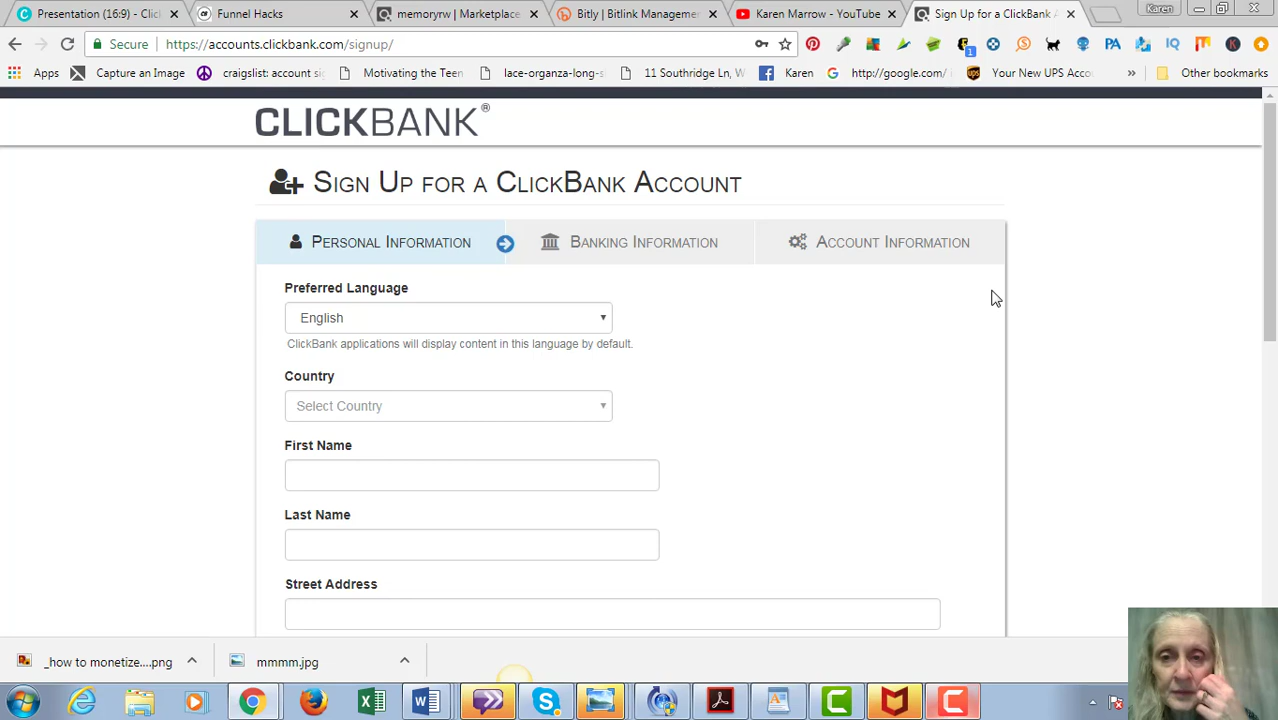 Presentation (16:9) - Clic
Funnel Hacks
memoryrw | Marketplace
Bitly | Bitlink Manageme
Karen Marrow - YouTube
Sign Up for a ClickBank A
Karen
Secure
https://accounts.clickbank.com/signup/
1
PA
IQ
K
Apps
Capture an Image
craigslist:account sig
Motivating the Teen
lace-organza-long-s
11 Southridge Ln, W
Karen
http://google.com/
Your New UPS Acco
»
Other bookmarks
CLICKBANK®
Sign Up for a ClickBank Account
Personal Information
Banking Information
Account Information
Preferred Language
English
ClickBank applications will display content in this language by default.
Country
Select Country
First Name
Last Name
Street Address
_how to monetize....png
mmmm.jpg